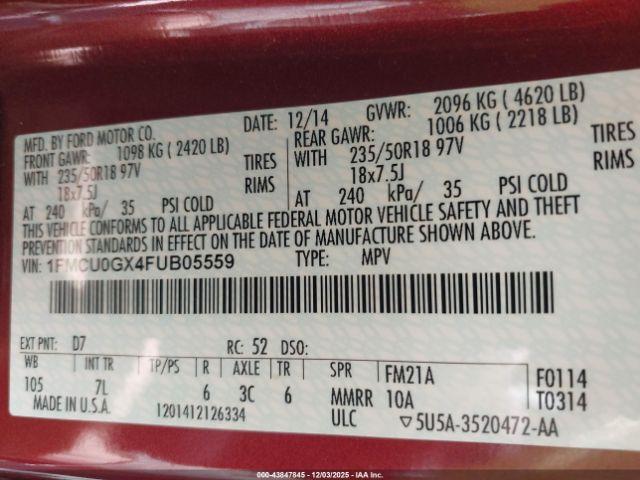 MFD. BY FORD MOTOR CO. DATE: 12/14 GVWR: 2096 KG ( 4620 LB)
FRONT GAWR: 1098 KG ( 2420 LB) REAR GAWR: 1006 KG ( 2218 LB)
WITH 235/50R18 97V TIRES WITH 235/50R18 97V TIRES
18x7.5J RIMS 18x7.5J RIMS
AT 240 kPa/ 35 PSI COLD AT 240 kPa/ 35 PSI COLD
THIS VEHICLE CONFORMS TO ALL APPLICABLE FEDERAL MOTOR VEHICLE SAFETY AND THEFT
PREVENTION STANDARDS IN EFFECT ON THE DATE OF MANUFACTURE SHOWN ABOVE.
VIN: 1FMCU0GX4FUB05559 TYPE: MPV
EXT PNT: D7 RC: 52 DSO:
WB INT TR TP/PS R AXLE TR SPR FM21A F0114
105 7L 6 3C 6 MMRR 10A T0314
MADE IN U.S.A. 1201412126334 ULC ▽5U5A-3520472-AA
000-43847845 - 12/03/2025 - IAA Inc.